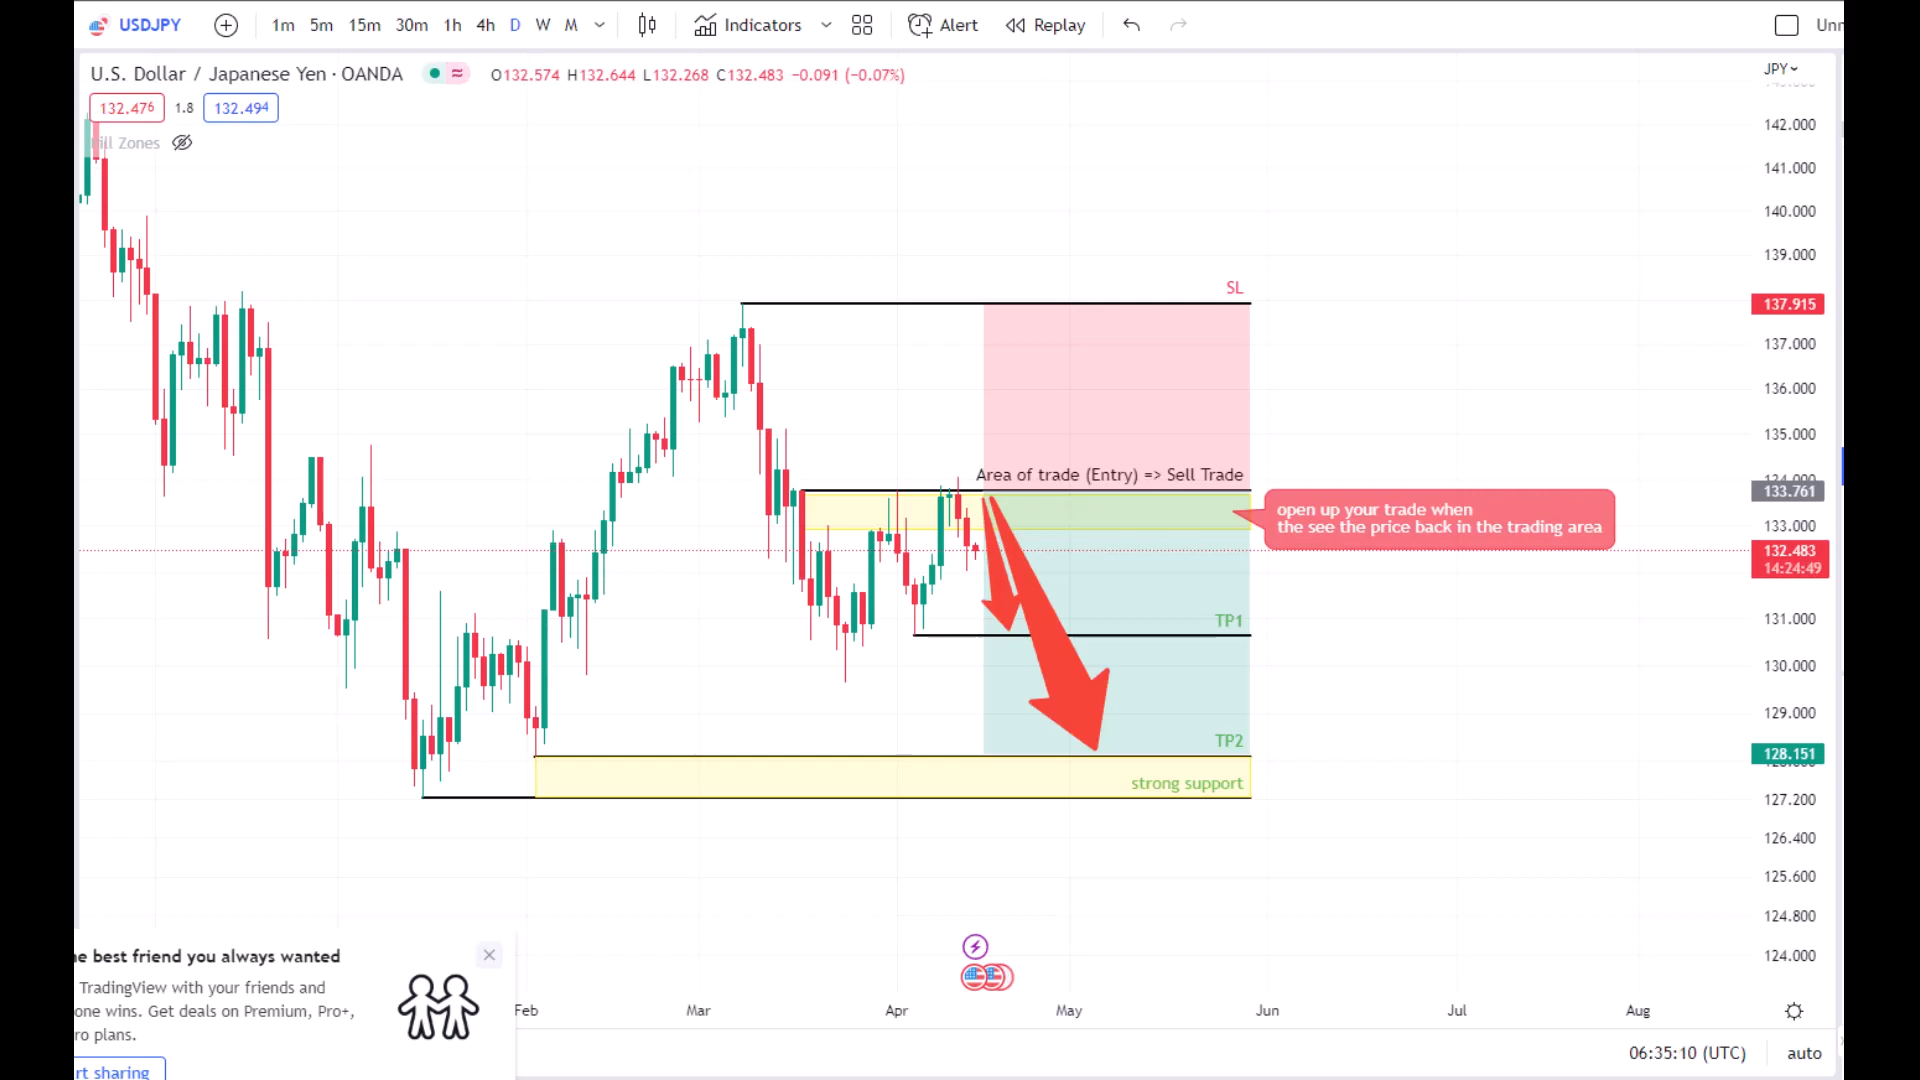 USDJPY 1m 5m 15m 30m 1h 4h D W M Indicators Alert Replay
U.S. Dollar / Japanese Yen · OANDA O132.574 H132.644 L132.268 C132.483 −0.091 (−0.07%)
JPY
132.476 1.8 132.494
142.000
ill Zones
141.000
140.000
139.000
SL
137.915
137.000
136.000
135.000
Area of trade (Entry) => Sell Trade
133.761
open up your trade when
the see the price back in the trading area
133.000
132.483
14:24:49
TP1
131.000
130.000
129.000
TP2
128.151
strong support
127.200
126.400
125.600
124.800
124.000
e best friend you always wanted
TradingView with your friends and
one wins. Get deals on Premium, Pro+,
ro plans.
rt sharing
Feb Mar Apr May Jun Jul Aug
06:35:10 (UTC) auto